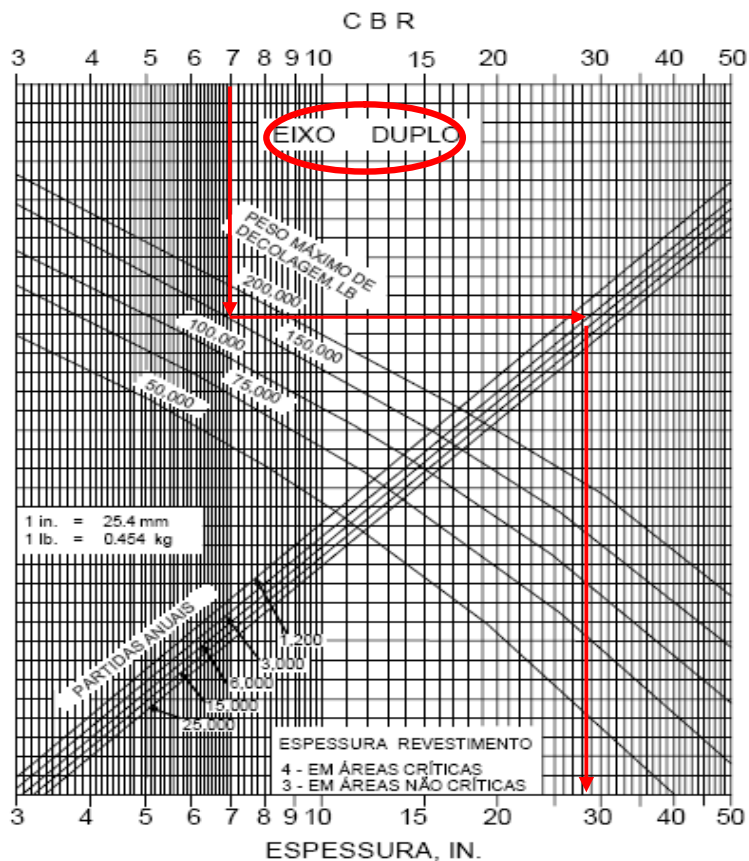 C B R
3 4 5 6 7 8 9 10 15 20 30 40 50
EIXO DUPLO
PESO MÁXIMO DE
DECOLAGEM, LB
200,000
150,000
100,000
75,000
50,000
1 in. = 25.4 mm
1 lb. = 0.454 kg
PARTIDAS ANUAIS
1,200
3,000
6,000
15,000
25,000
ESPESSURA REVESTIMENTO
4 - EM ÁREAS CRÍTICAS
3 - EM ÁREAS NÃO CRÍTICAS
3 4 5 6 7 8 9 10 15 20 30 40 50
ESPESSURA, IN.